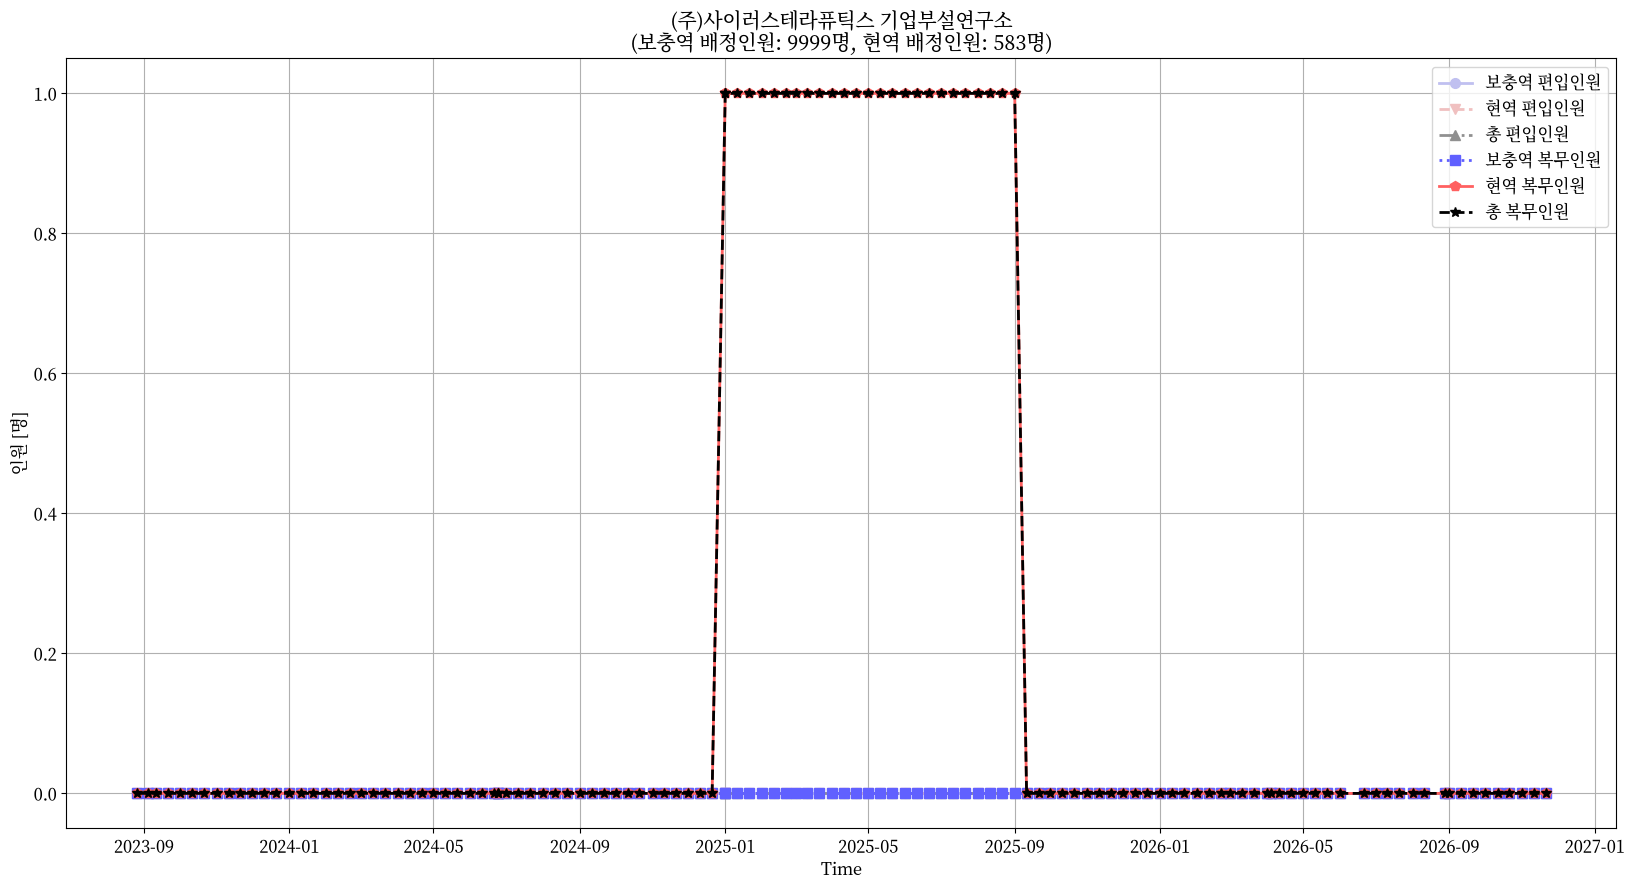 (주)사이러스테라퓨틱스 기업부설연구소
(보충역 배정인원: 9999명, 현역 배정인원: 583명)
보충역 편입인원
현역 편입인원
총 편입인원
보충역 복무인원
현역 복무인원
총 복무인원
인원 [명]
1.0
0.8
0.6
0.4
0.2
0.0
2023-09
2024-01
2024-05
2024-09
2025-01
2025-05
2025-09
2026-01
2026-05
2026-09
2027-01
Time